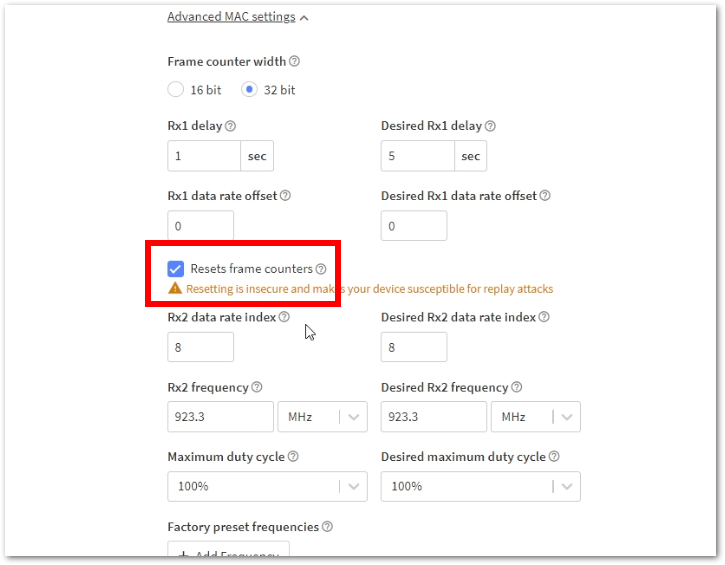 Advanced MAC settings
Frame counter width
16 bit 32 bit
Rx1 delay Desired Rx1 delay
1 sec 5 sec
Rx1 data rate offset Desired Rx1 data rate offset
0 0
Resets frame counters
Resetting is insecure and makes your device susceptible for replay attacks
Rx2 data rate index Desired Rx2 data rate index
8 8
Rx2 frequency Desired Rx2 frequency
923.3 MHz 923.3 MHz
Maximum duty cycle Desired maximum duty cycle
100% 100%
Factory preset frequencies
+ Add Frequency